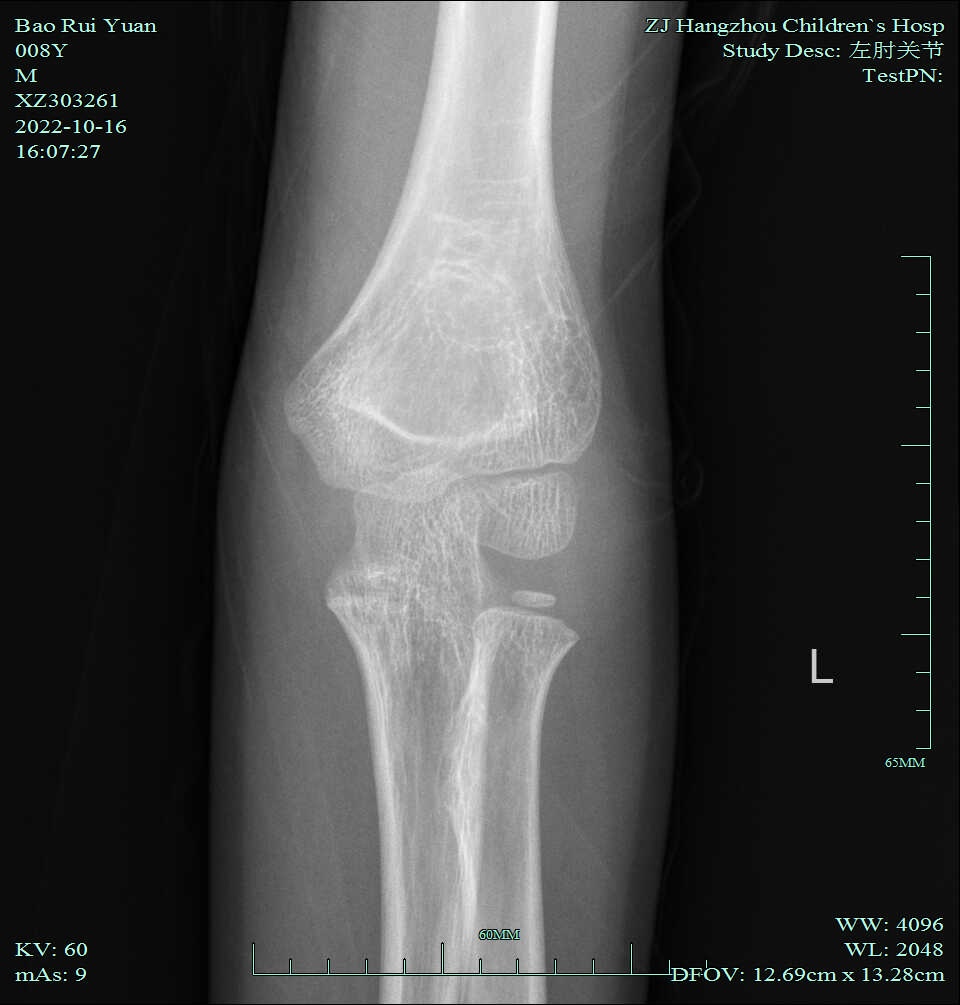 Bao Rui Yuan
008Y
M
XZ303261
2022-10-16
16:07:27
ZJ Hangzhou Children`s Hosp
Study Desc: 左肘关节
TestPN:
L
65MM
60MM
KV: 60
mAs: 9
WW: 4096
WL: 2048
DFOV: 12.69cm x 13.28cm